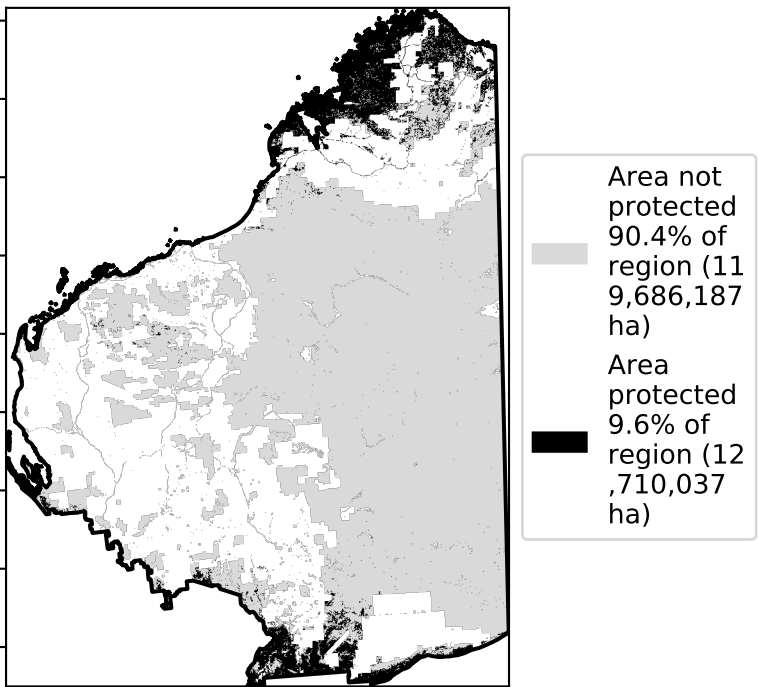 Area not
protected
90.4% of
region (11
9,686,187
ha)
Area
protected
9.6% of
region (12
,710,037
ha)